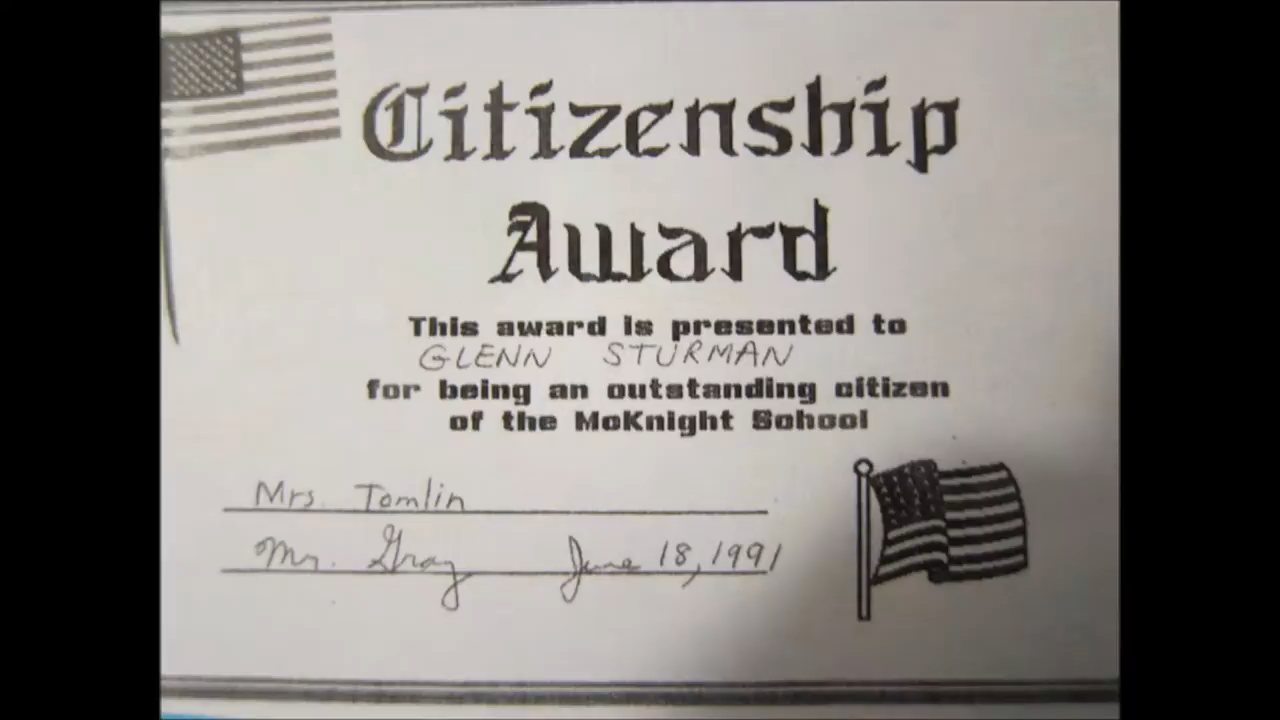 Citizenship
Award
This award is presented to
GLENN STURMAN
for being an outstanding citizen
of the McKnight School
Mrs. Tomlin
Mr. Gray June 18, 1991